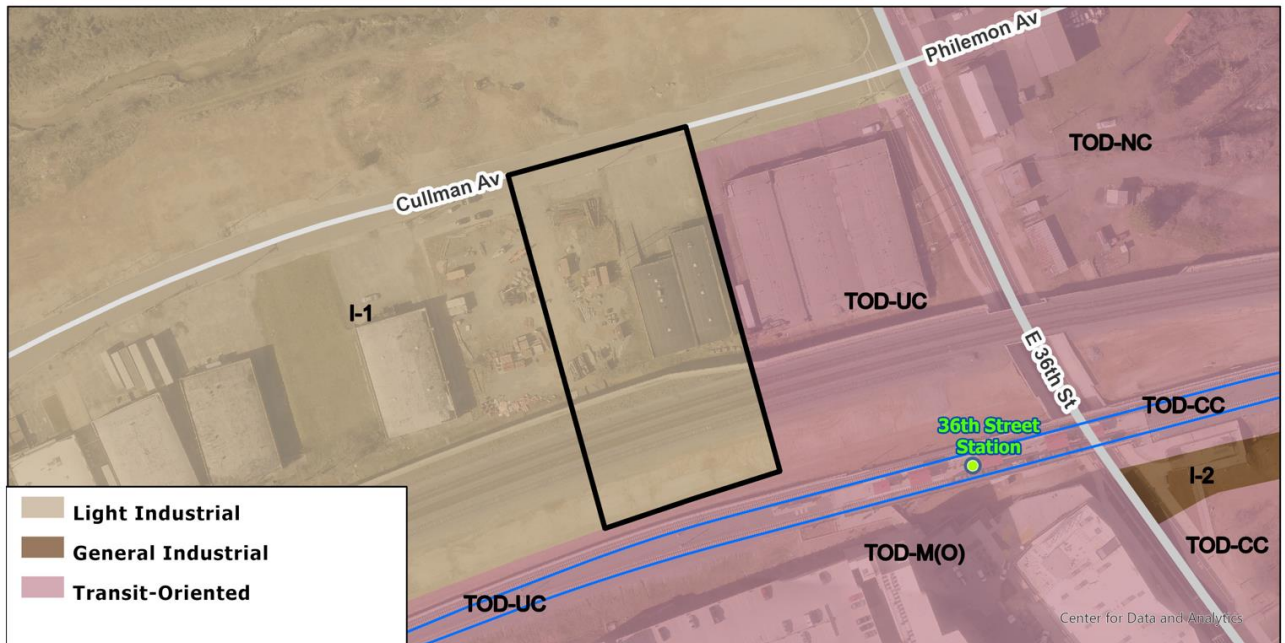 Philemon Av
TOD-NC
Cullman Av
I-1
TOD-UC
E 36th St
TOD-CC
36th Street
Station
I-2
TOD-CC
TOD-M(O)
TOD-UC
Light Industrial
General Industrial
Transit-Oriented
Center for Data and Analytics